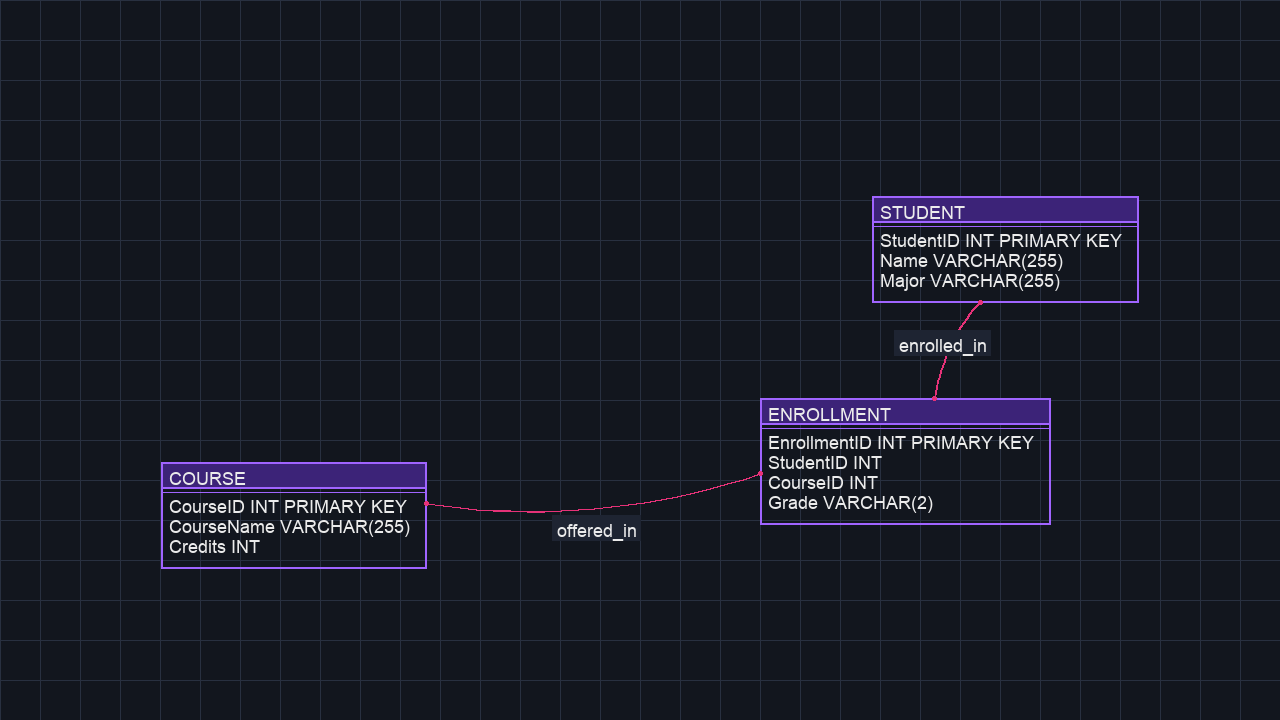 STUDENT
StudentID INT PRIMARY KEY
Name VARCHAR(255)
Major VARCHAR(255)
enrolled_in
ENROLLMENT
EnrollmentID INT PRIMARY KEY
StudentID INT
CourseID INT
Grade VARCHAR(2)
COURSE
CourseID INT PRIMARY KEY
CourseName VARCHAR(255)
Credits INT
offered_in